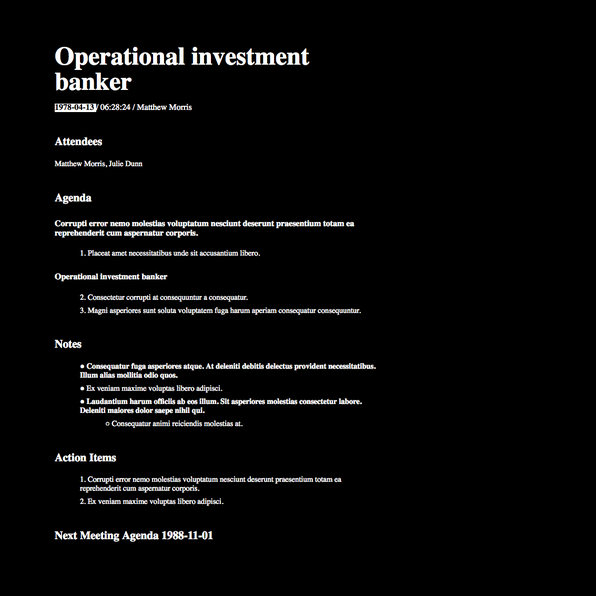 Operational investment
banker
1978-04-13 / 06:28:24 / Matthew Morris
Attendees
Matthew Morris, Julie Dunn
Agenda
Corrupti error nemo molestias voluptatum nesciunt deserunt praesentium totam ea
reprehenderit cum aspernatur corporis.
1. Placeat amet necessitatibus unde sit accusantium libero.
Operational investment banker
2. Consectetur corrupti at consequuntur a consequatur.
3. Magni asperiores sunt soluta voluptatem fuga harum aperiam consequatur consequuntur.
Notes
● Consequatur fuga asperiores atque. At deleniti debitis delectus provident necessitatibus.
Illum alias mollitia odio quos.
● Ex veniam maxime voluptas libero adipisci.
● Laudantium harum officiis ab eos illum. Sit asperiores molestias consectetur labore.
Deleniti maiores dolor saepe nihil qui.
○ Consequatur animi reiciendis molestias at.
Action Items
1. Corrupti error nemo molestias voluptatum nesciunt deserunt praesentium totam ea
reprehenderit cum aspernatur corporis.
2. Ex veniam maxime voluptas libero adipisci.
Next Meeting Agenda 1988-11-01